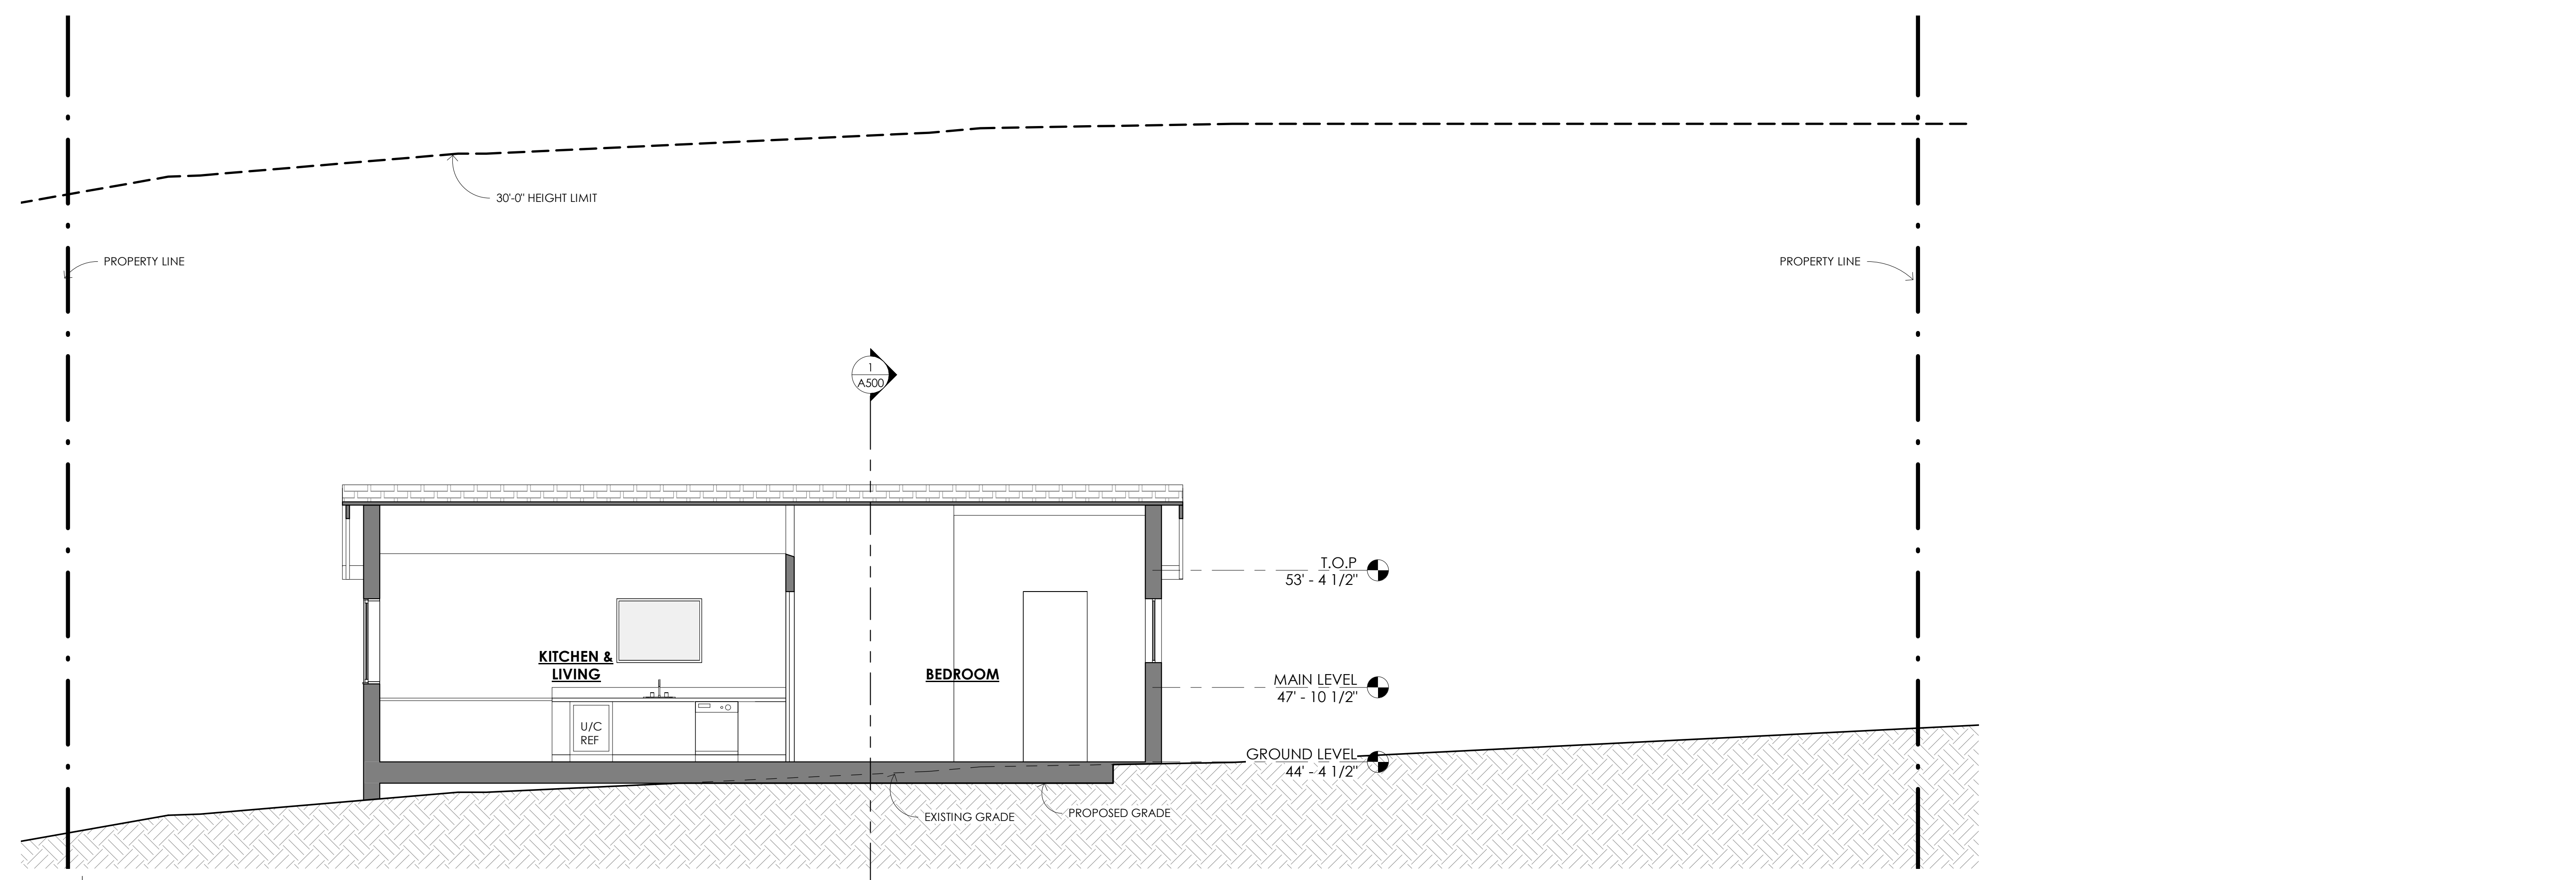 30'-0" HEIGHT LIMIT
PROPERTY LINE
PROPERTY LINE
1
A500
T.O.P
53' - 4 1/2"
KITCHEN &
LIVING
BEDROOM
MAIN LEVEL
47' - 10 1/2"
U/C
REF
GROUND LEVEL
44' - 4 1/2"
EXISTING GRADE
PROPOSED GRADE